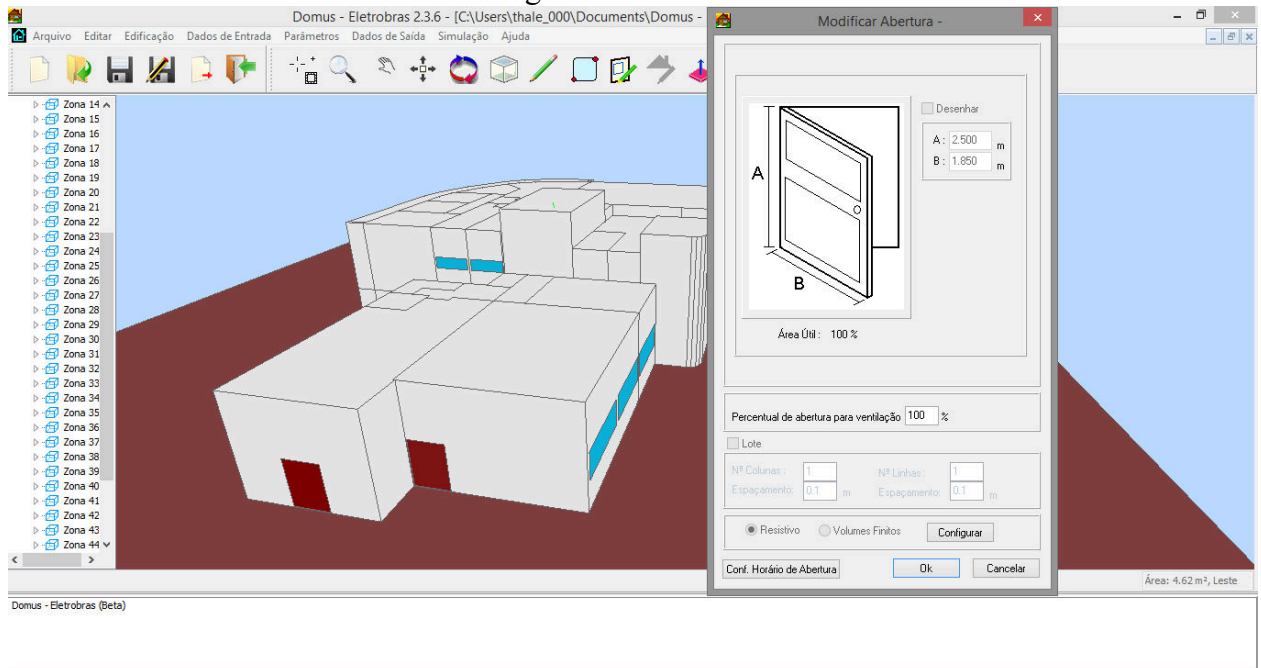 Domus - Eletrobras 2.3.6 - [C:\Users\thale_000\Documents\Domus -
Modificar Abertura -
Arquivo Editar Edificação Dados de Entrada Parâmetros Dados de Saída Simulação Ajuda
Zona 14
Zona 15
Zona 16
Zona 17
Zona 18
Zona 19
Zona 20
Zona 21
Zona 22
Zona 23
Zona 24
Zona 25
Zona 26
Zona 27
Zona 28
Zona 29
Zona 30
Zona 31
Zona 32
Zona 33
Zona 34
Zona 35
Zona 36
Zona 37
Zona 38
Zona 39
Zona 40
Zona 41
Zona 42
Zona 43
Zona 44
Desenhar
A : 2.500 m
B : 1.850 m
A
B
Área Útil : 100 %
Percentual de abertura para ventilação 100 %
Lote
Nª Colunas : 1 Nª Linhas : 1
Espaçamento: 0.1 m Espaçamento: 0.1 m
Resistivo Volumes Finitos Configurar
Conf. Horário de Abertura Ok Cancelar
Área: 4.62 m², Leste
Domus - Eletrobras (Beta)